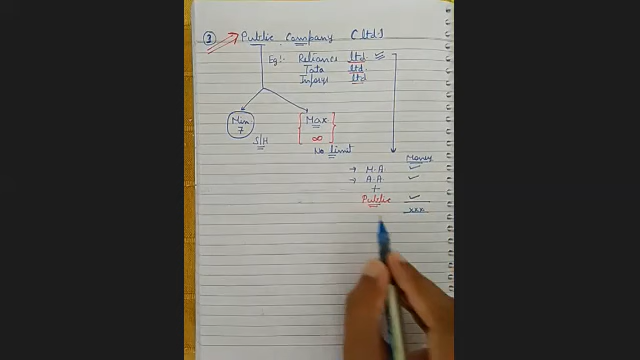 ③ Public Company (Ltd.)
Eg:- Reliance Ltd.
Tata Ltd.
Infosys Ltd
Min 7
S/H
Max
∞
No limit
Money
→ M.A ✓
→ A.A. ✓
+
Public ✓
xxx